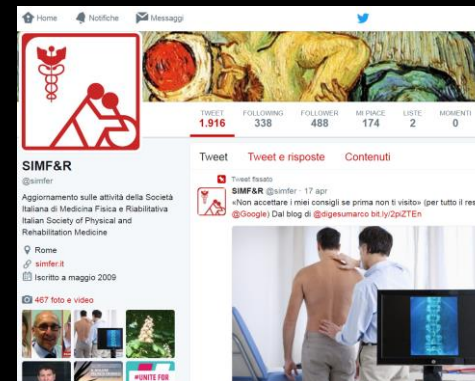 Home Notifiche Messaggi
TWEET FOLLOWING FOLLOWER MI PIACE LISTE MOMENTI
1.916 338 488 174 2 0
SIMF&R
@simfer
Aggiornamento sulle attività della Società
Italiana di Medicina Fisica e Riabilitativa
Italian Society of Physical and
Rehabilitation Medicine
Rome
simfer.it
Iscritto a maggio 2009
467 foto e video
#UNITE FOR
Tweet Tweet e risposte Contenuti
Tweet fissato
SIMF&R @simfer · 17 apr
«Non accettare i miei consigli se prima non ti visito» (per tutto il res
@Google) Dal blog di @digesumarco bit.ly/2piZTEn